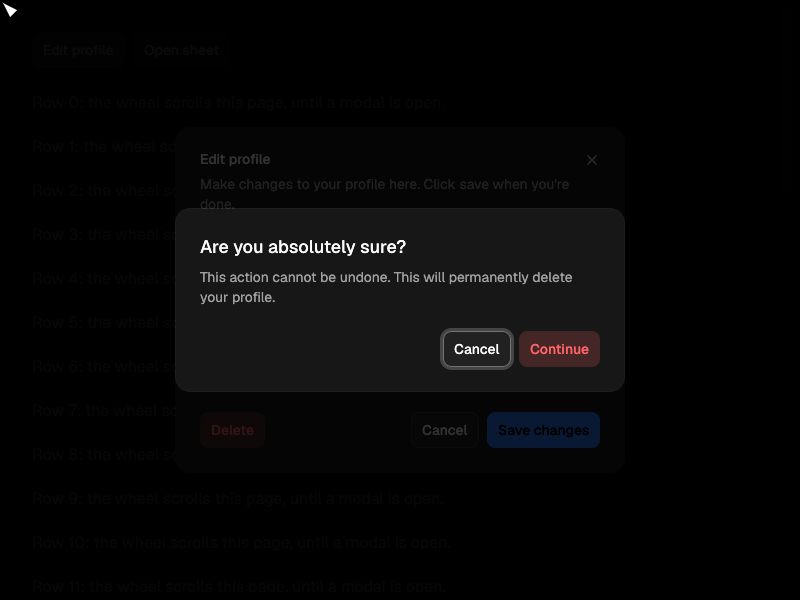 Edit profile
Open sheet
Row 0: the wheel scrolls this page, until a modal is open.
Row 1: the wheel sc
Edit profile
Make changes to your profile here. Click save when you're
done.
Row 2: the wheel sc
Row 3: the wheel s
Row 4: the wheel s
Row 5: the wheel s
Row 6: the wheel s
Row 7: the wheel sc
Row 8: the wheel s
Are you absolutely sure?
This action cannot be undone. This will permanently delete
your profile.
Cancel
Continue
Delete
Cancel
Save changes
Row 9: the wheel scrolls this page, until a modal is open.
Row 10: the wheel scrolls this page, until a modal is open.
Row 11: the wheel scrolls this page, until a modal is open.